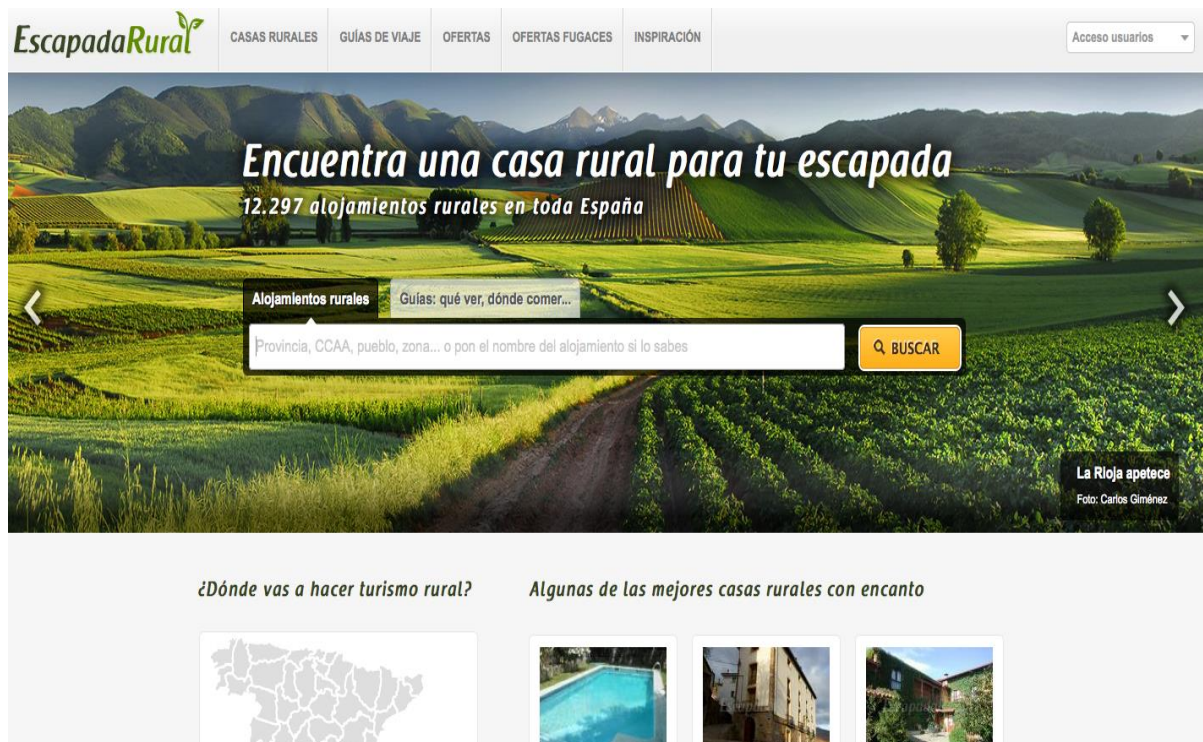 EscapadaRural
CASAS RURALES
GUÍAS DE VIAJE
OFERTAS
OFERTAS FUGACES
INSPIRACIÓN
Acceso usuarios
Encuentra una casa rural para tu escapada
12.297 alojamientos rurales en toda España
Alojamientos rurales
Guías: qué ver, dónde comer...
Provincia, CCAA, pueblo, zona... o pon el nombre del alojamiento si lo sabes
BUSCAR
La Rioja apetece
Foto: Carlos Giménez
¿Dónde vas a hacer turismo rural?
Algunas de las mejores casas rurales con encanto